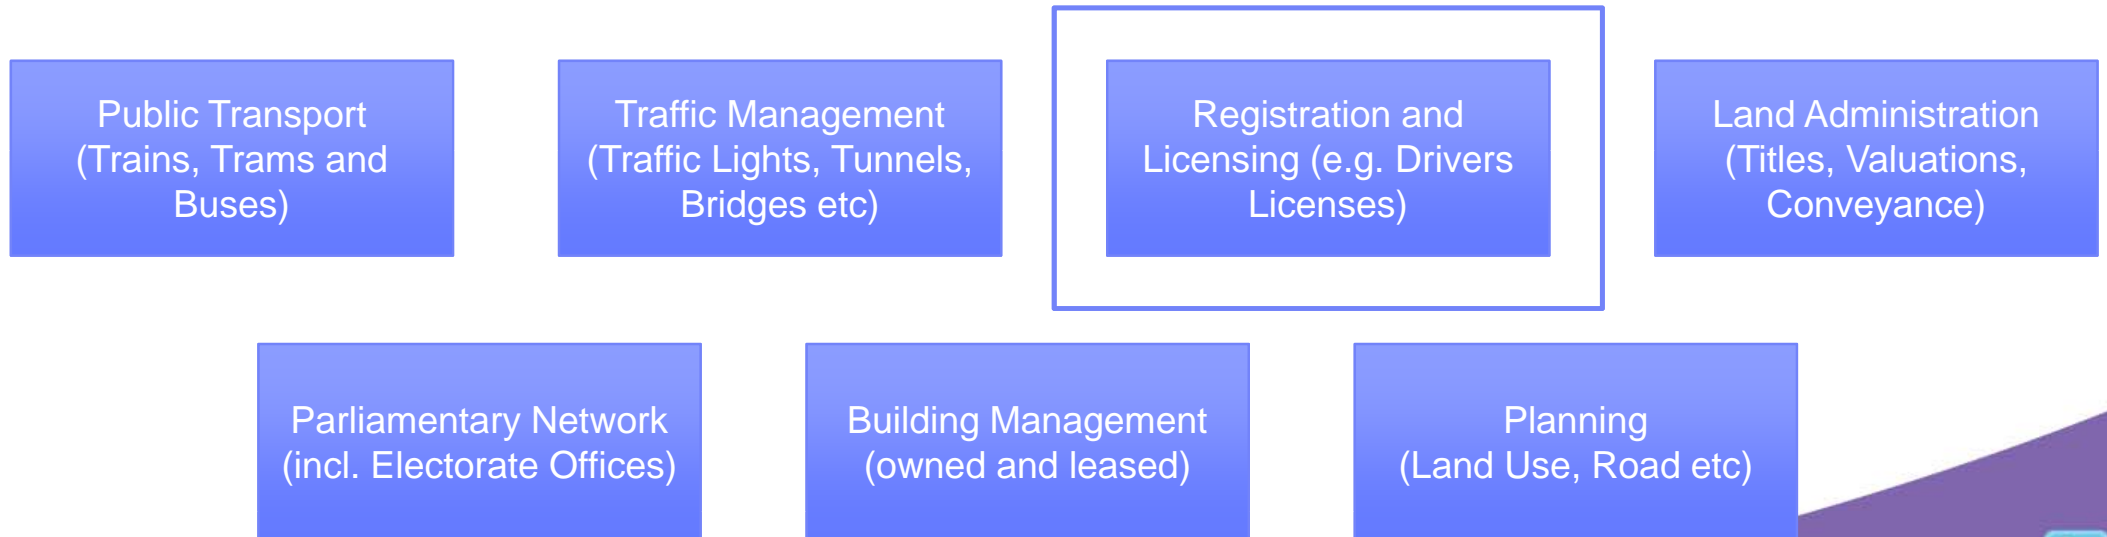 Public Transport
(Trains, Trams and
Buses)
Traffic Management
(Traffic Lights, Tunnels,
Bridges etc)
Registration and
Licensing (e.g. Drivers
Licenses)
Land Administration
(Titles, Valuations,
Conveyance)
Parliamentary Network
(incl. Electorate Offices)
Building Management
(owned and leased)
Planning
(Land Use, Road etc)